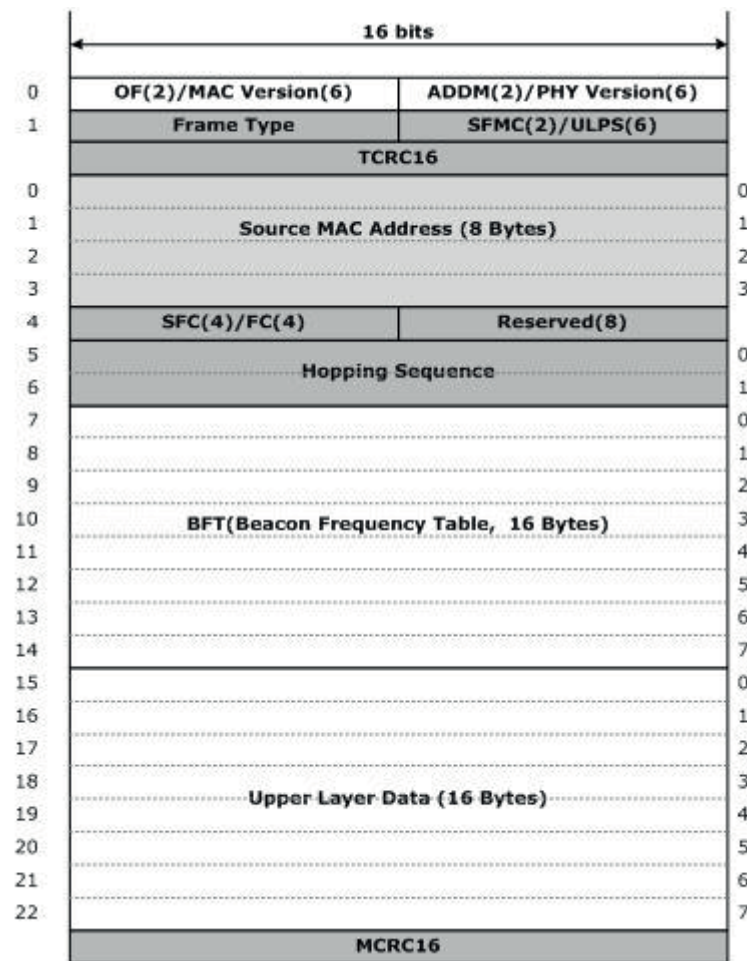 16 bits
0 OF(2)/MAC Version(6) ADDM(2)/PHY Version(6)
1 Frame Type SFMC(2)/ULPS(6)
TCRC16
0 0
1 Source MAC Address (8 Bytes) 1
2 2
3 3
4 SFC(4)/FC(4) Reserved(8)
5 0
Hopping Sequence
6 1
7 0
8 1
9 2
10 BFT(Beacon Frequency Table, 16 Bytes) 3
11 4
12 5
13 6
14 7
15 0
16 1
17 2
18 3
Upper Layer Data (16 Bytes)
19 4
20 5
21 6
22 7
MCRC16